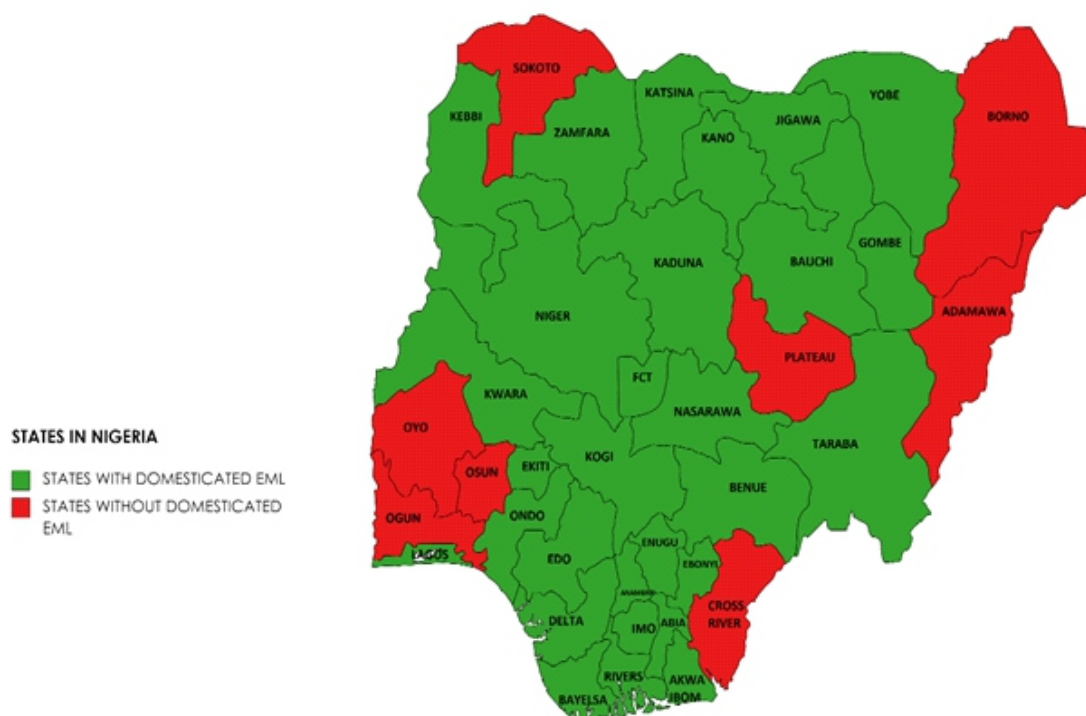 SOKOTO
KATSINA
YOBE
KEBBI
BORNO
JIGAWA
ZAMFARA
KANO
GOMBE
KADUNA
BAUCHI
ADAMAWA
NIGER
PLATEAU
FCT
KWARA
NASARAWA
OYO
STATES IN NIGERIA
TARABA
KOGI
EKITI
OSUN
STATES WITH DOMESTICATED EML
BENUE
STATES WITHOUT DOMESTICATED
EML
OGUN
ONDO
ENUGU
LAGOS
EDO
EBONYI
ANAMBRA
CROSS
RIVER
DELTA
IMO
ABIA
RIVERS
AKWA
IBOM
BAYELSA